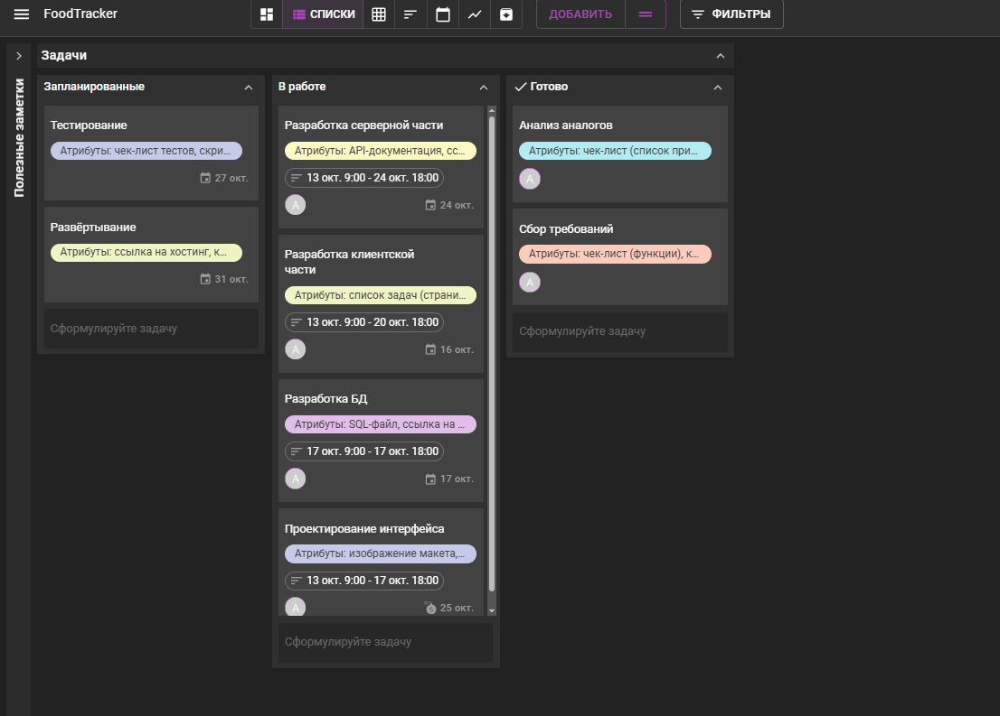 FoodTracker
СПИСКИ
ДОБАВИТЬ
ФИЛЬТРЫ
Полезные заметки
Задачи
Запланированные
Тестирование
Атрибуты: чек-лист тестов, скри...
27 окт.
Развёртывание
Атрибуты: ссылка на хостинг, к...
31 окт.
Сформулируйте задачу
В работе
Разработка серверной части
Атрибуты: API-документация, сс...
13 окт. 9:00 - 24 окт. 18:00
А
24 окт.
Разработка клиентской
части
Атрибуты: список задач (страни...
13 окт. 9:00 - 20 окт. 18:00
А
16 окт.
Разработка БД
Атрибуты: SQL-файл, ссылка на ...
17 окт. 9:00 - 17 окт. 18:00
А
17 окт.
Проектирование интерфейса
Атрибуты: изображение макета,...
13 окт. 9:00 - 17 окт. 18:00
А
25 окт.
Сформулируйте задачу
Готово
Анализ аналогов
Атрибуты: чек-лист (список при...
А
Сбор требований
Атрибуты: чек-лист (функции), к...
А
Сформулируйте задачу